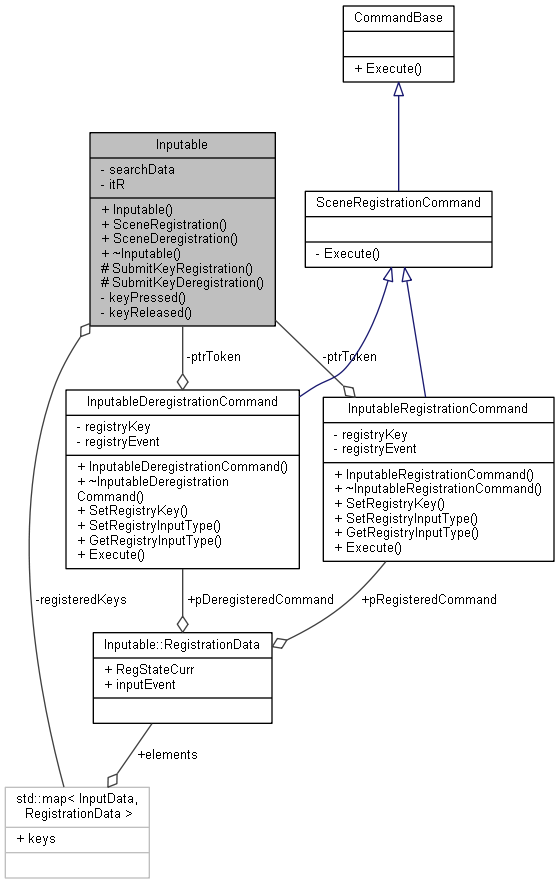 CommandBase
+ Execute()
Inputable
- searchData
- itR
+ Inputable()
+ SceneRegistration()
+ SceneDeregistration()
+ ~Inputable()
# SubmitKeyRegistration()
# SubmitKeyDeregistration()
- keyPressed()
- keyReleased()
SceneRegistrationCommand
- Execute()
-ptrToken
-ptrToken
InputableDeregistrationCommand
- registryKey
- registryEvent
+ InputableDeregistrationCommand()
+ ~InputableDeregistration
Command()
+ SetRegistryKey()
+ SetRegistryInputType()
+ GetRegistryInputType()
+ Execute()
InputableRegistrationCommand
- registryKey
- registryEvent
+ InputableRegistrationCommand()
+ ~InputableRegistrationCommand()
+ SetRegistryKey()
+ SetRegistryInputType()
+ GetRegistryInputType()
+ Execute()
-registeredKeys
+pDeregisteredCommand
+pRegisteredCommand
Inputable::RegistrationData
+ RegStateCurr
+ inputEvent
+elements
std::map< InputData,
RegistrationData >
+ keys